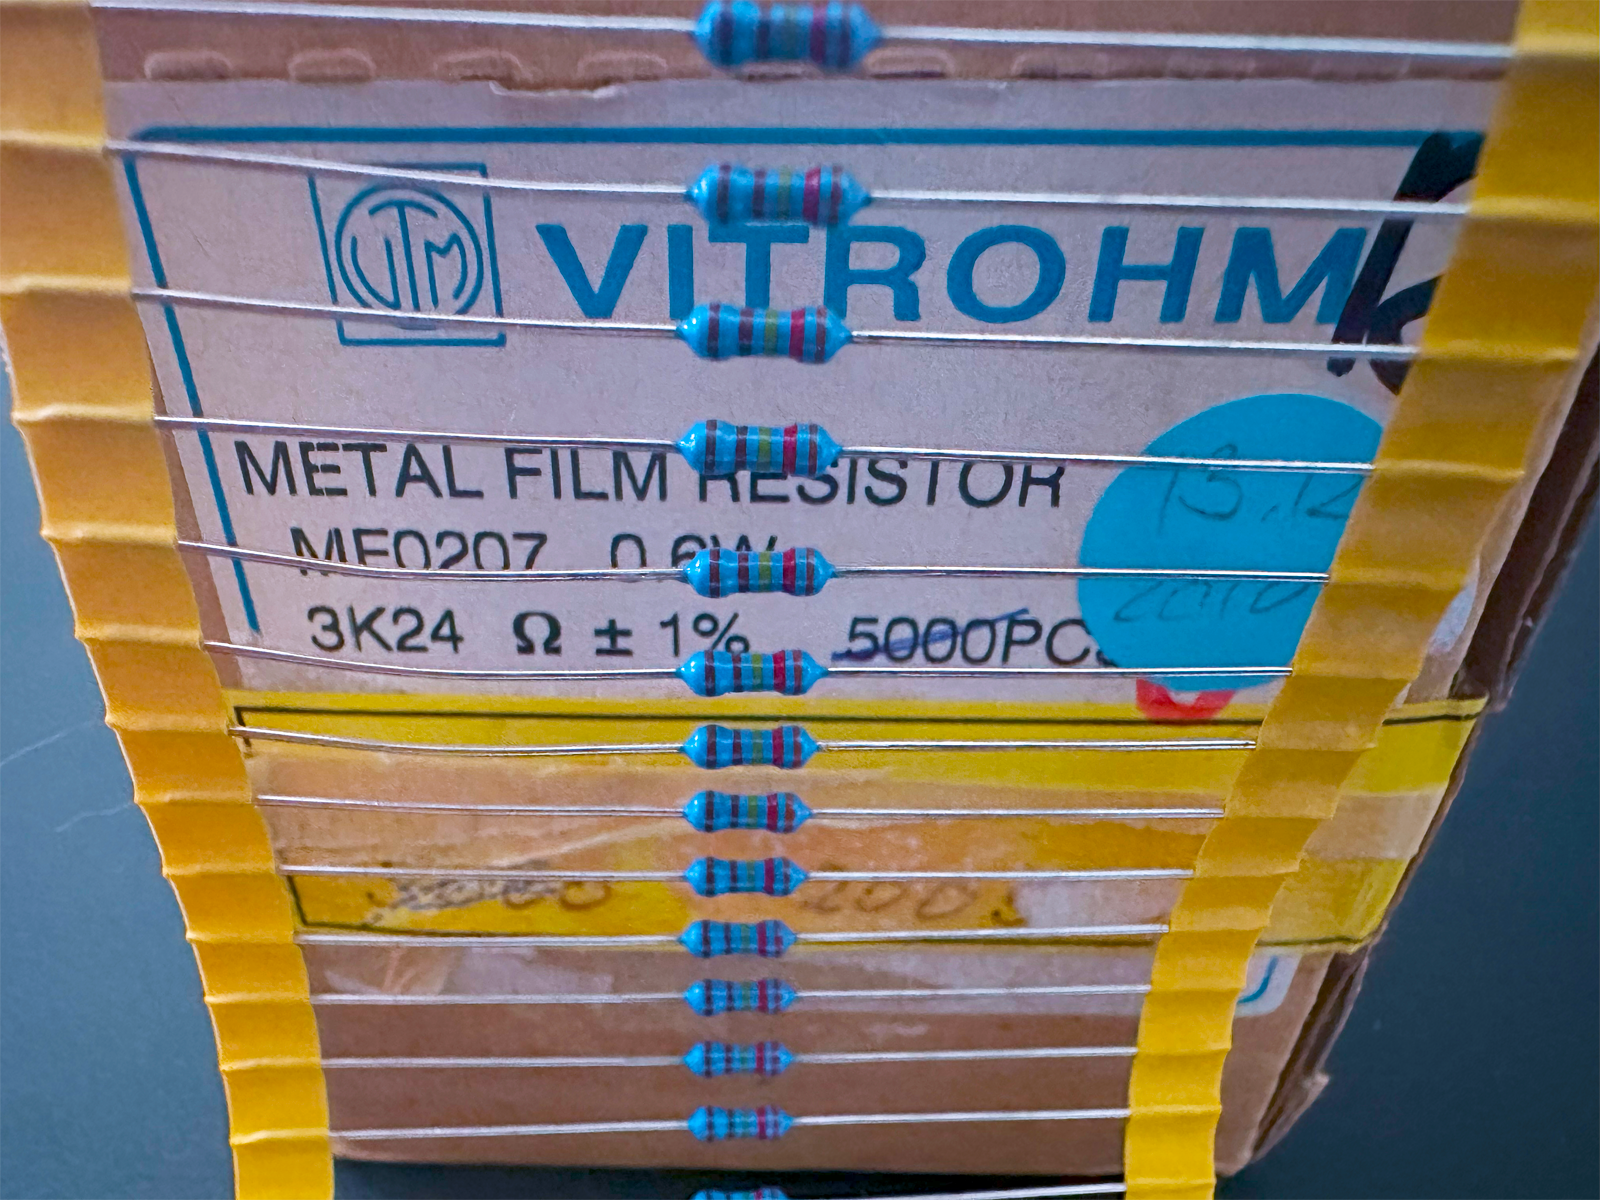 VTM VITROHM
METAL FILM RESISTOR
MF0207 0.6W
3K24 Ω ± 1% 5000PCS
13.12
2010